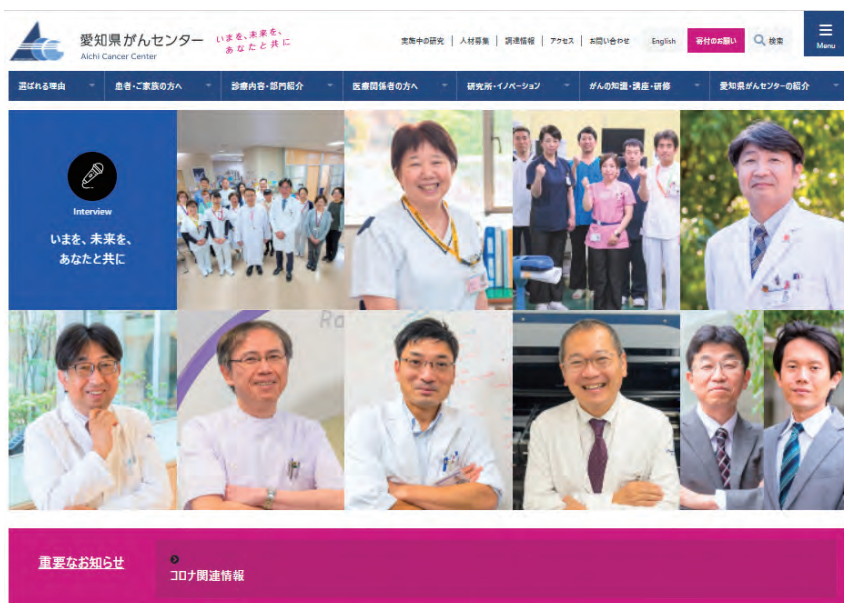 愛知県がんセンター
Aichi Cancer Center
いまを、未来を、
あなたと共に
実施中の研究 | 人材募集 | 調達情報 | アクセス | お問い合わせ English 寄付のお願い 検索
Menu
選ばれる理由 患者・ご家族の方へ 診療内容・部門紹介 医療関係者の方へ 研究所・イノベーション がんの知識・講座・研修 愛知県がんセンターの紹介
Interview
いまを、未来を、
あなたと共に
Ra
重要なお知らせ
コロナ関連情報